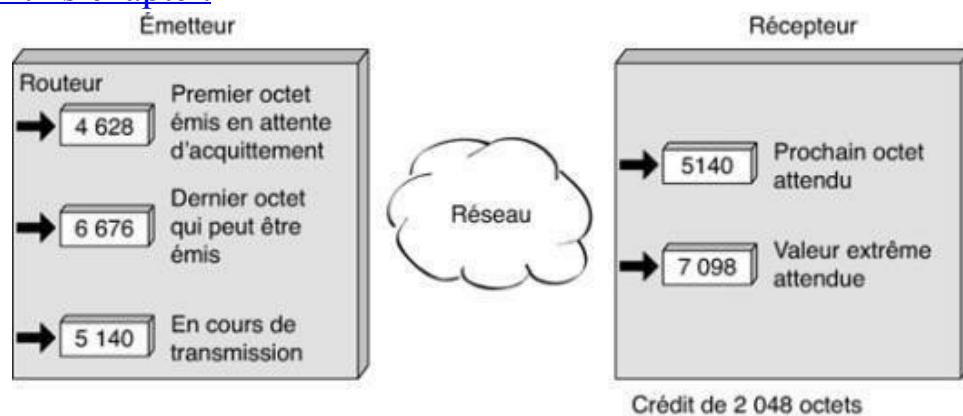 Émetteur
Récepteur
Routeur
4 628
Premier octet
émis en attente
d'acquittement
6 676
Dernier octet
qui peut être
émis
5 140
En cours de
transmission
Réseau
5140
Prochain octet
attendu
7 098
Valeur extrême
attendue
Crédit de 2 048 octets